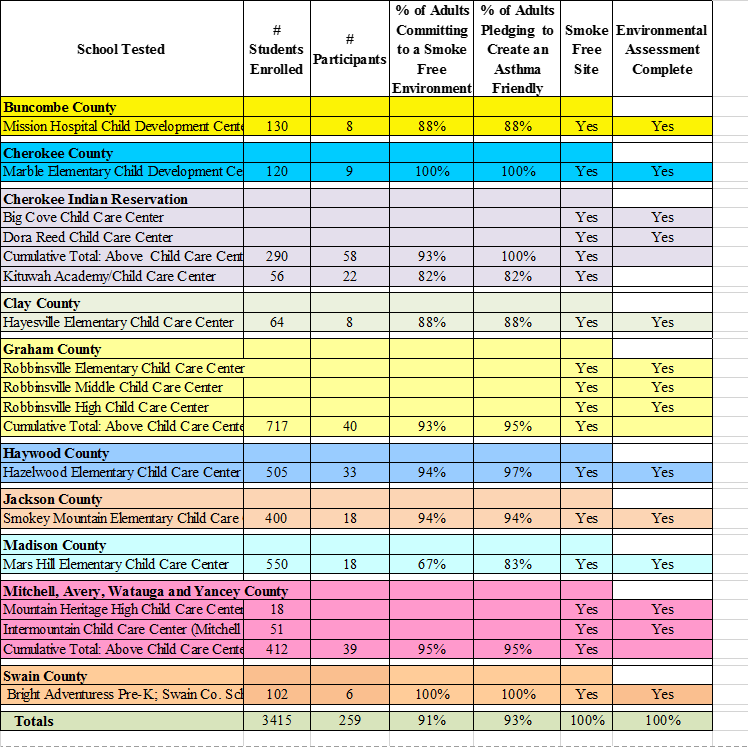 School Tested # Students Enrolled # Participants % of Adults Committing to a Smoke Free Environment % of Adults Pledging to Create an Asthma Friendly Smoke Free Site Environmental Assessment Complete
Buncombe County
Mission Hospital Child Development Cente 130 8 88% 88% Yes Yes
Cherokee County
Marble Elementary Child Development Ce 120 9 100% 100% Yes Yes
Cherokee Indian Reservation
Big Cove Child Care Center Yes Yes
Dora Reed Child Care Center Yes Yes
Cumulative Total: Above Child Care Cent 290 58 93% 100% Yes
Kituwah Academy/Child Care Center 56 22 82% 82% Yes
Clay County
Hayesville Elementary Child Care Center 64 8 88% 88% Yes Yes
Graham County
Robbinsville Elementary Child Care Center Yes Yes
Robbinsville Middle Child Care Center Yes Yes
Robbinsville High Child Care Center Yes Yes
Cumulative Total: Above Child Care Cente 717 40 93% 95% Yes
Haywood County
Hazelwood Elementary Child Care Center 505 33 94% 97% Yes Yes
Jackson County
Smokey Mountain Elementary Child Care 400 18 94% 94% Yes Yes
Madison County
Mars Hill Elementary Child Care Center 550 18 67% 83% Yes Yes
Mitchell, Avery, Watauga and Yancey County
Mountain Heritage High Child Care Center 18 Yes Yes
Intermountain Child Care Center (Mitchell 51 Yes Yes
Cumulative Total: Above Child Care Cente 412 39 95% 95% Yes
Swain County
Bright Adventuress Pre-K; Swain Co. Sch 102 6 100% 100% Yes Yes
Totals 3415 259 91% 93% 100% 100%